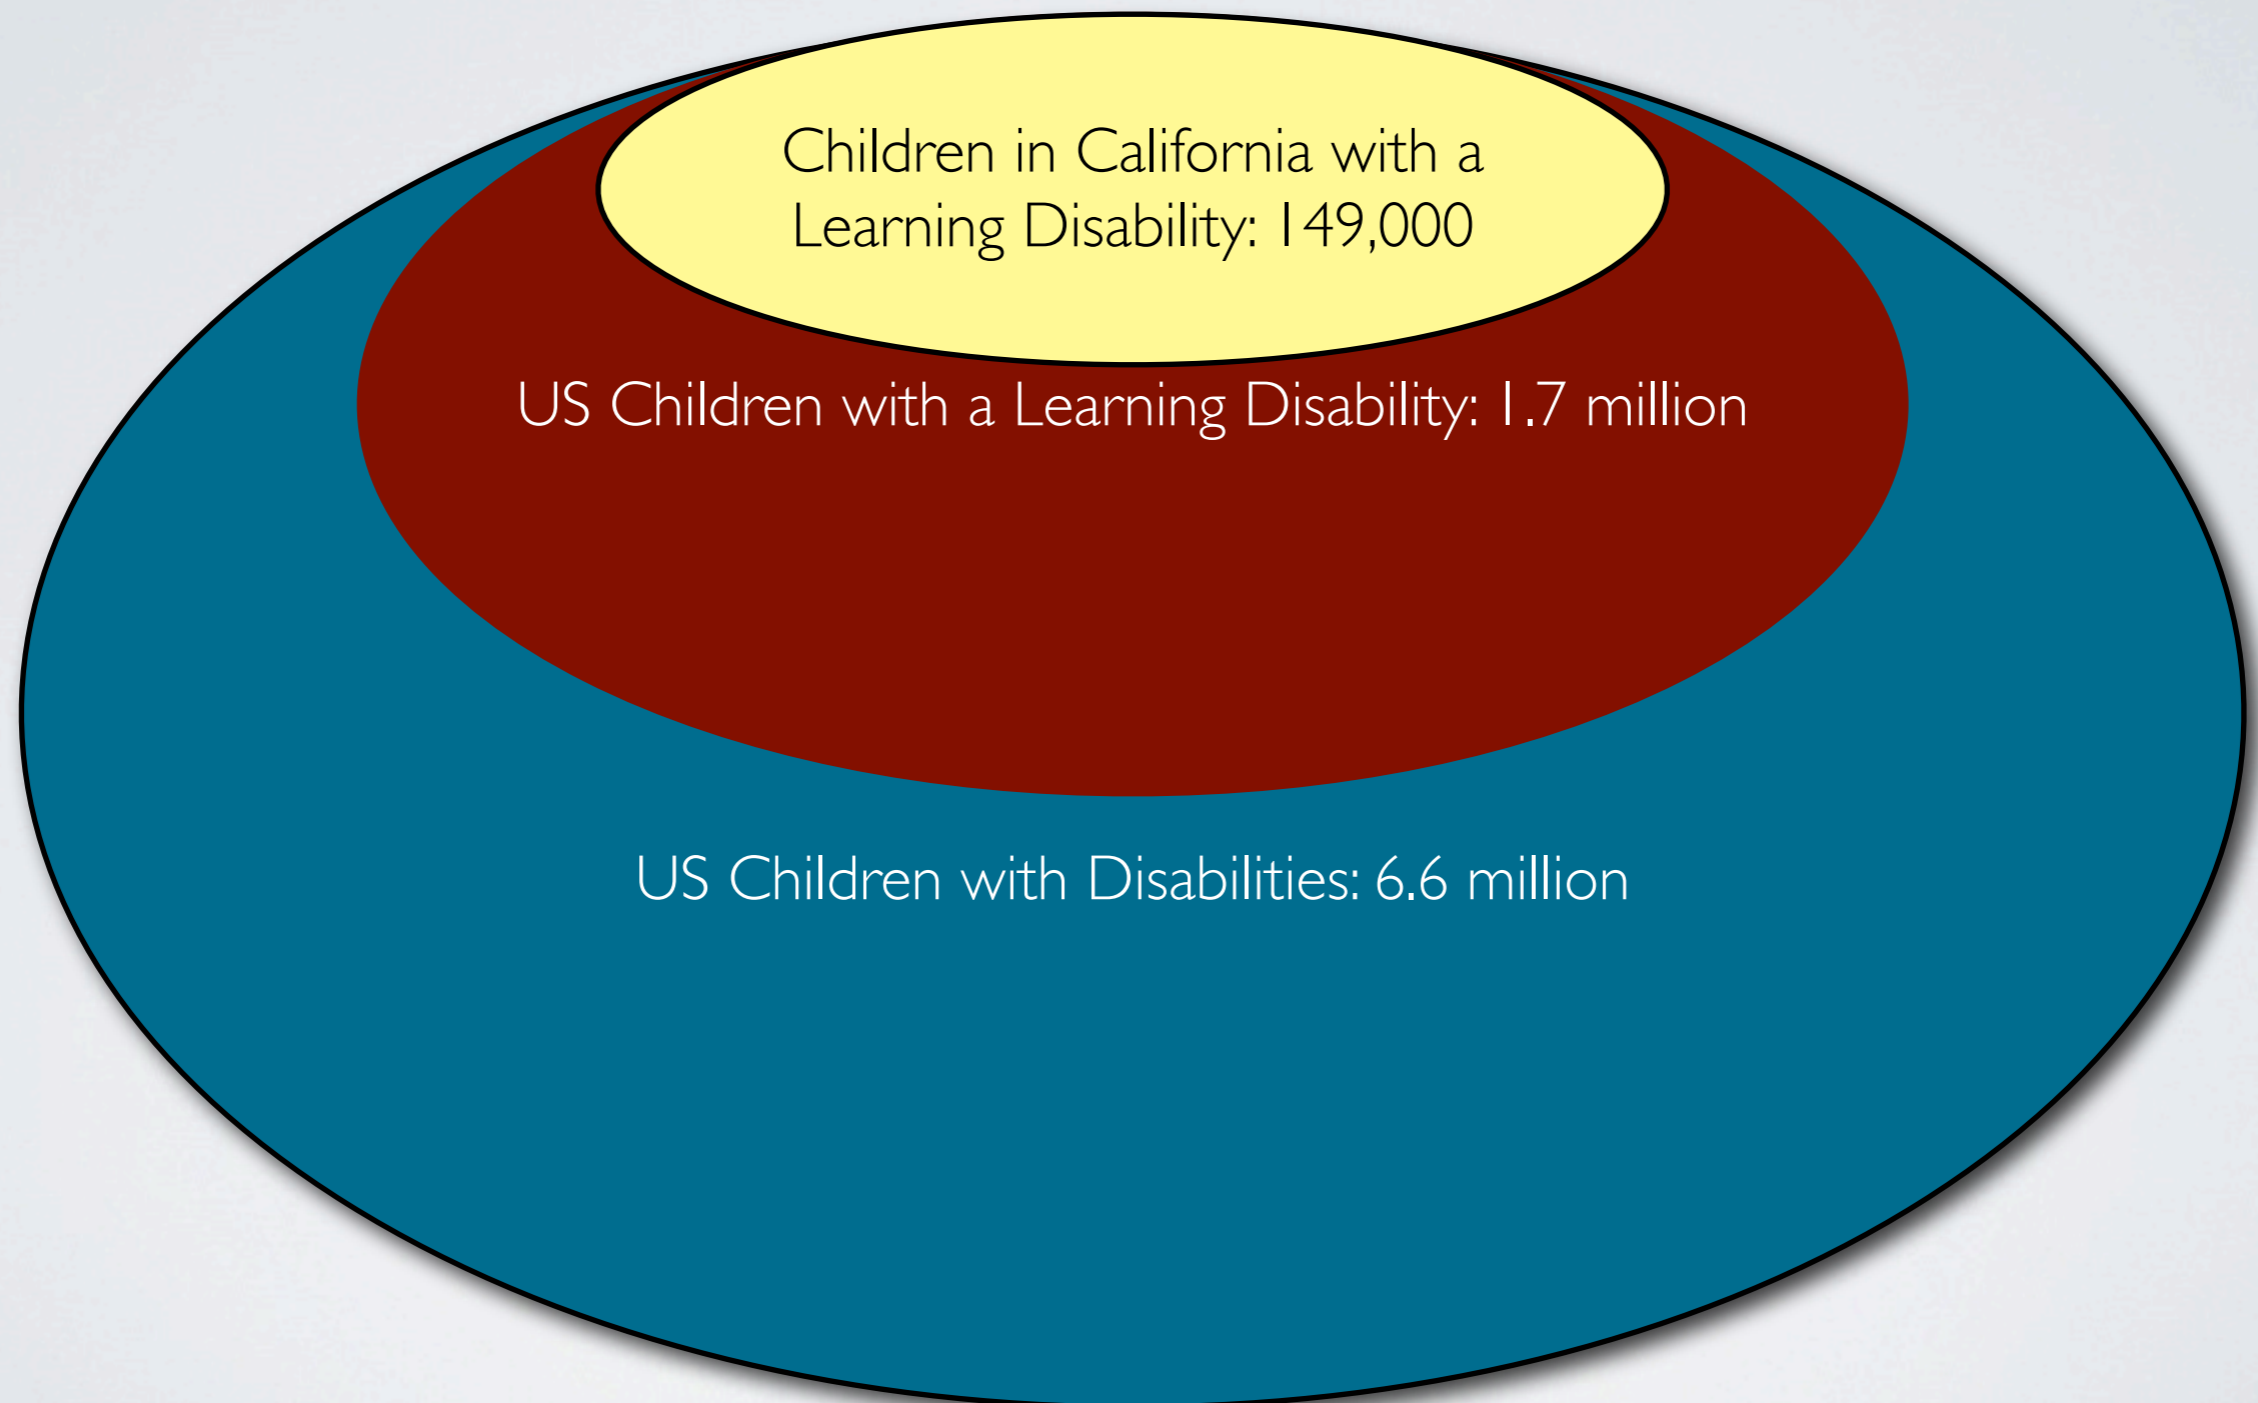 Children in California with a
Learning Disability: 149,000
US Children with a Learning Disability: 1.7 million
US Children with Disabilities: 6.6 million